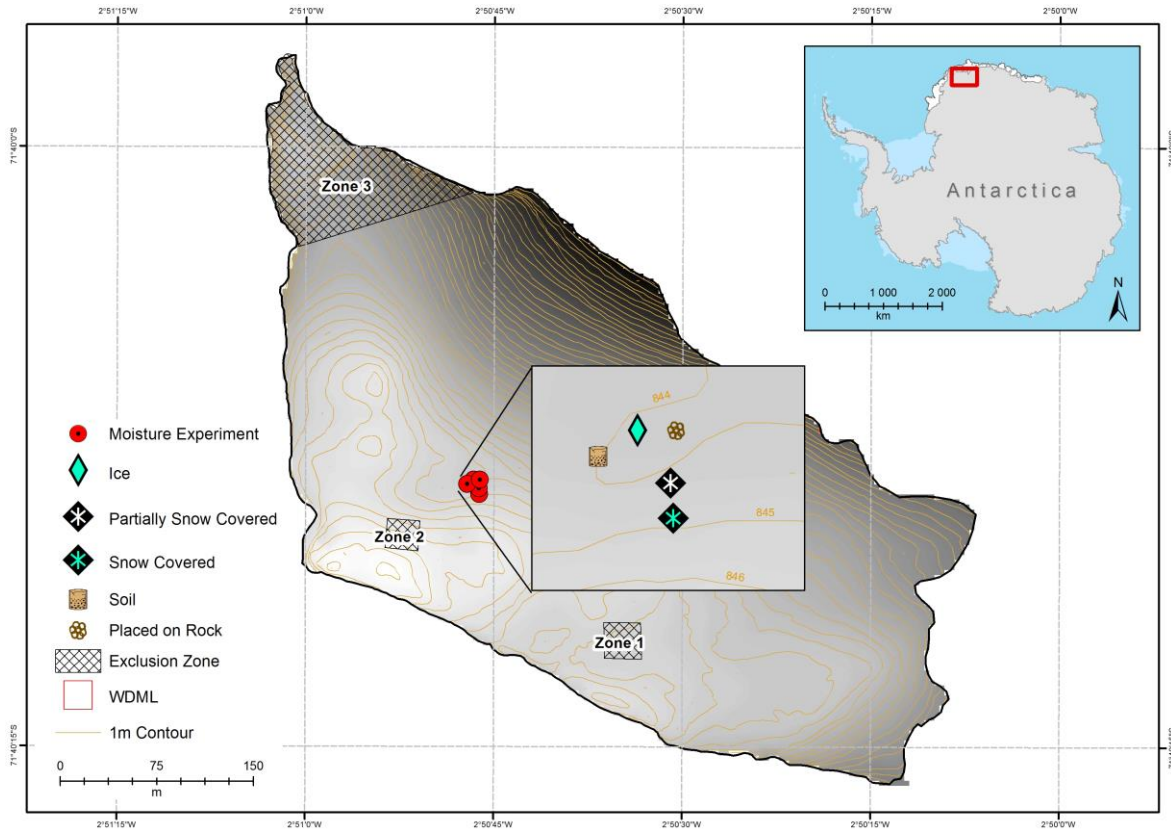 2°51'15"W
2°51'0"W
2°50'45"W
2°50'30"W
2°50'15"W
2°50'0"W
71°40'0"S
Zone 3
Antarctica
N
0 1 000 2 000
km
844
845
846
Zone 2
Zone 1
Moisture Experiment
Ice
Partially Snow Covered
Snow Covered
Soil
Placed on Rock
Exclusion Zone
WDML
1m Contour
0 75 150
m
71°40'15"S
2°51'15"W
2°51'0"W
2°50'45"W
2°50'30"W
2°50'15"W
2°50'0"W